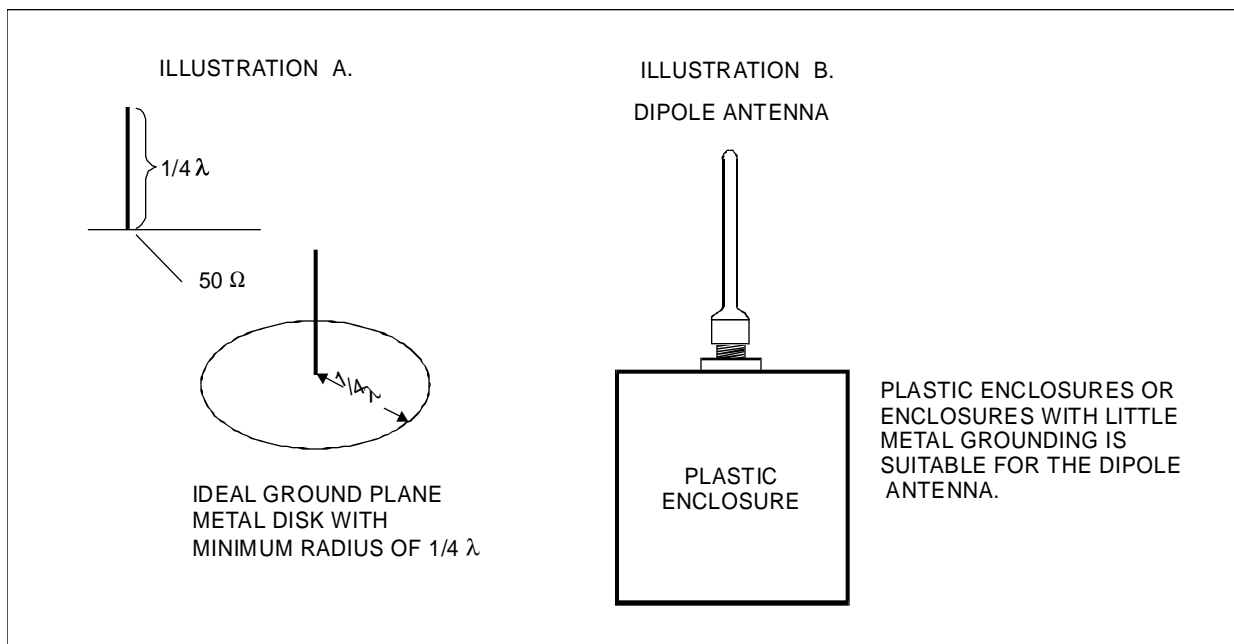 ILLUSTRATION A.
1/4 λ
50 Ω
1/4λ
IDEAL GROUND PLANE
METAL DISK WITH
MINIMUM RADIUS OF 1/4 λ
ILLUSTRATION B.
DIPOLE ANTENNA
PLASTIC
ENCLOSURE
PLASTIC ENCLOSURES OR
ENCLOSURES WITH LITTLE
METAL GROUNDING IS
SUITABLE FOR THE DIPOLE
ANTENNA.